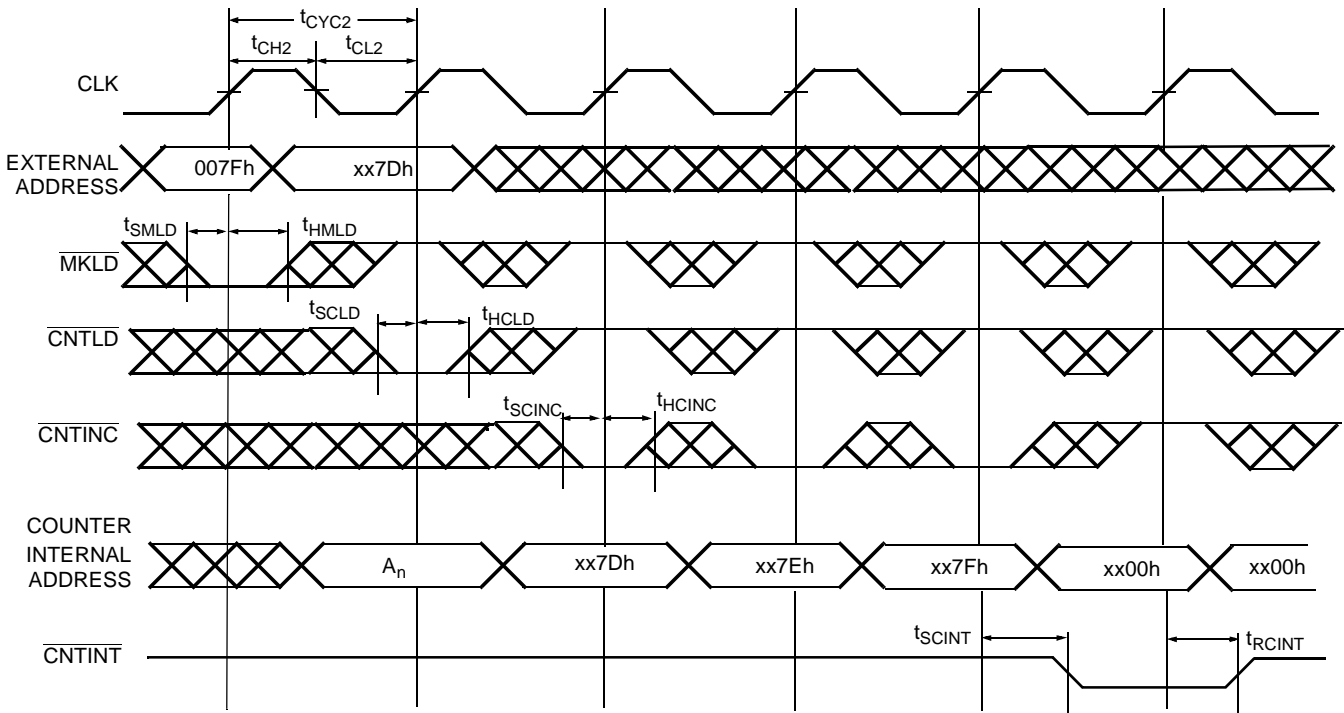 tCYC2
tCH2 tCL2
CLK
EXTERNAL ADDRESS 007Fh xx7Dh
tSMLD tHMLD
MKLD
tSCLD tHCLD
CNTLD
tSCINC tHCINC
CNTINC
COUNTER
INTERNAL
ADDRESS An xx7Dh xx7Eh xx7Fh xx00h xx00h
tSCINT tRCINT
CNTINT